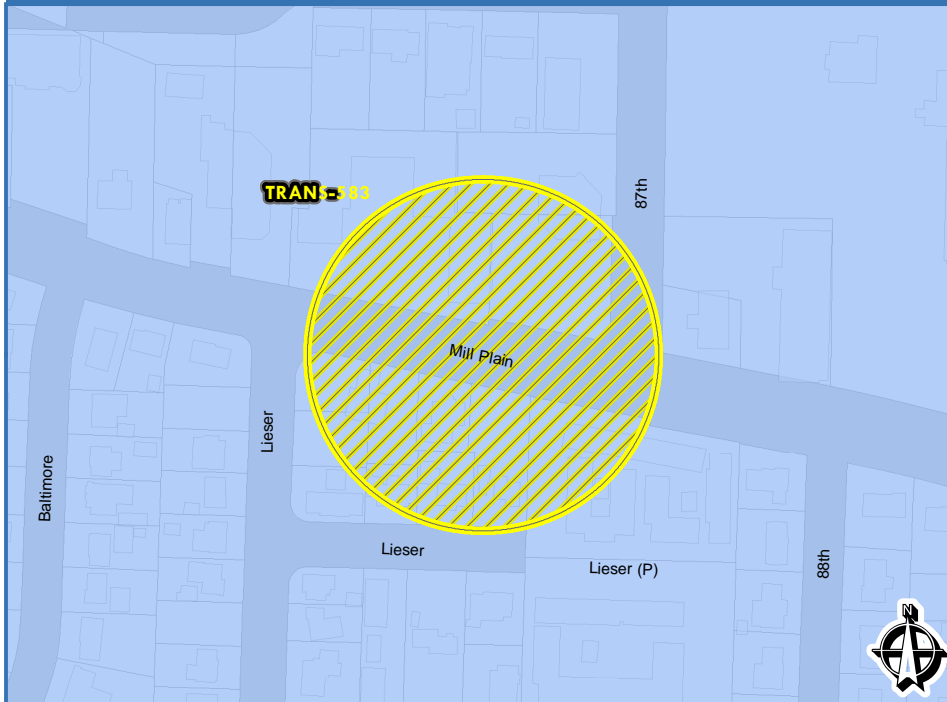 TRANS-583
87th
Mill Plain
Lieser
Baltimore
Lieser
Lieser (P)
88th
N